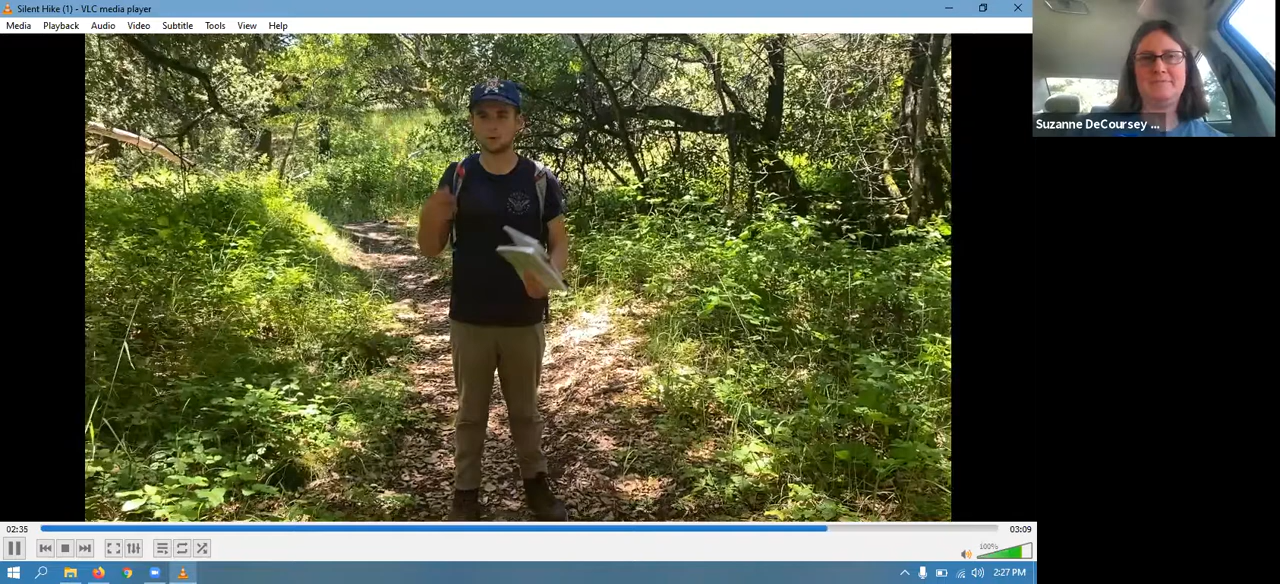 Silent Hike (1) - VLC media player
Media Playback Audio Video Subtitle Tools View Help
Suzanne DeCoursey ...
02:35
03:09
100%
2:27 PM